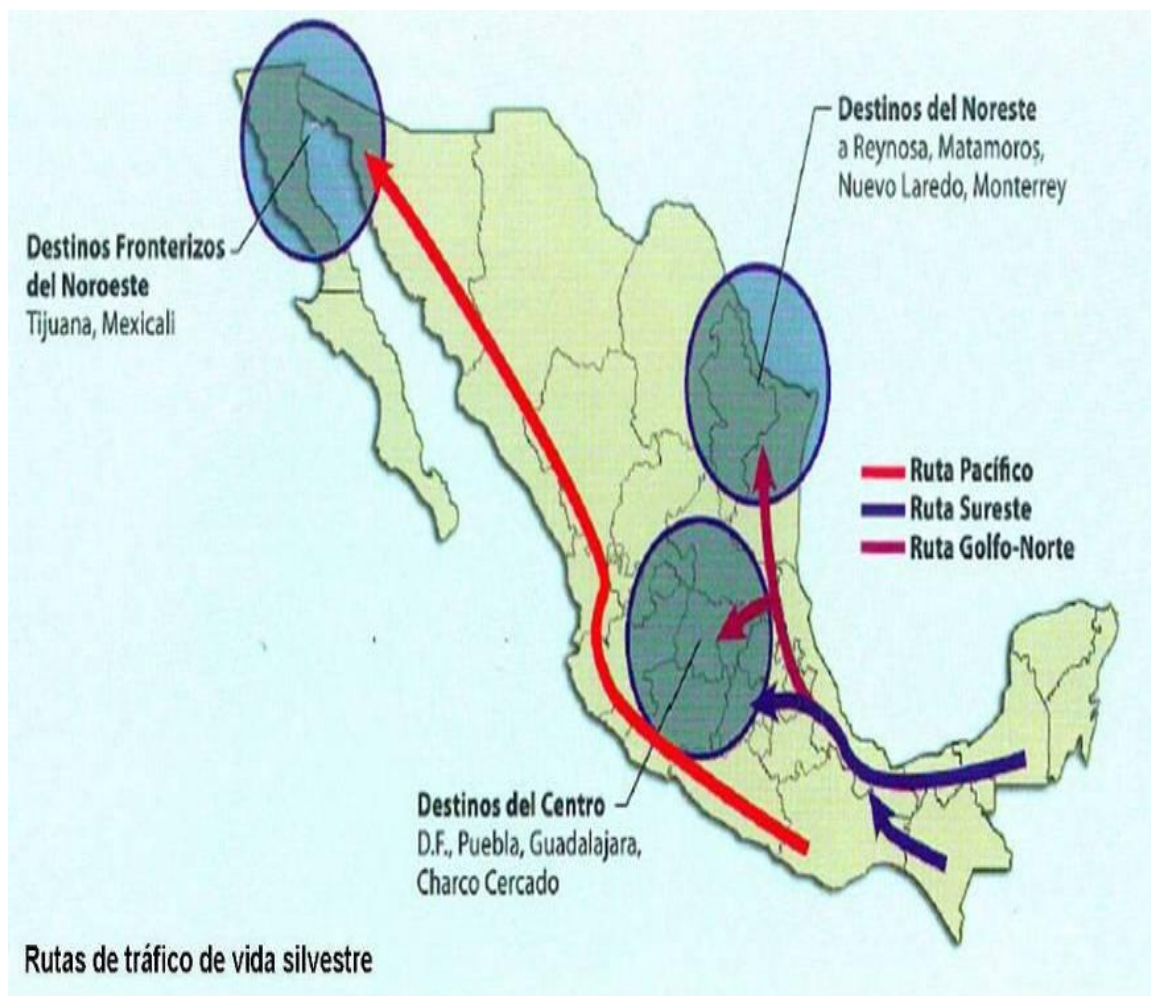 Destinos del Noreste
a Reynosa, Matamoros,
Nuevo Laredo, Monterrey
Destinos Fronterizos
del Noroeste
Tijuana, Mexicali
Ruta Pacífico
Ruta Sureste
Ruta Golfo-Norte
Destinos del Centro
D.F., Puebla, Guadalajara,
Charco Cercado
Rutas de tráfico de vida silvestre